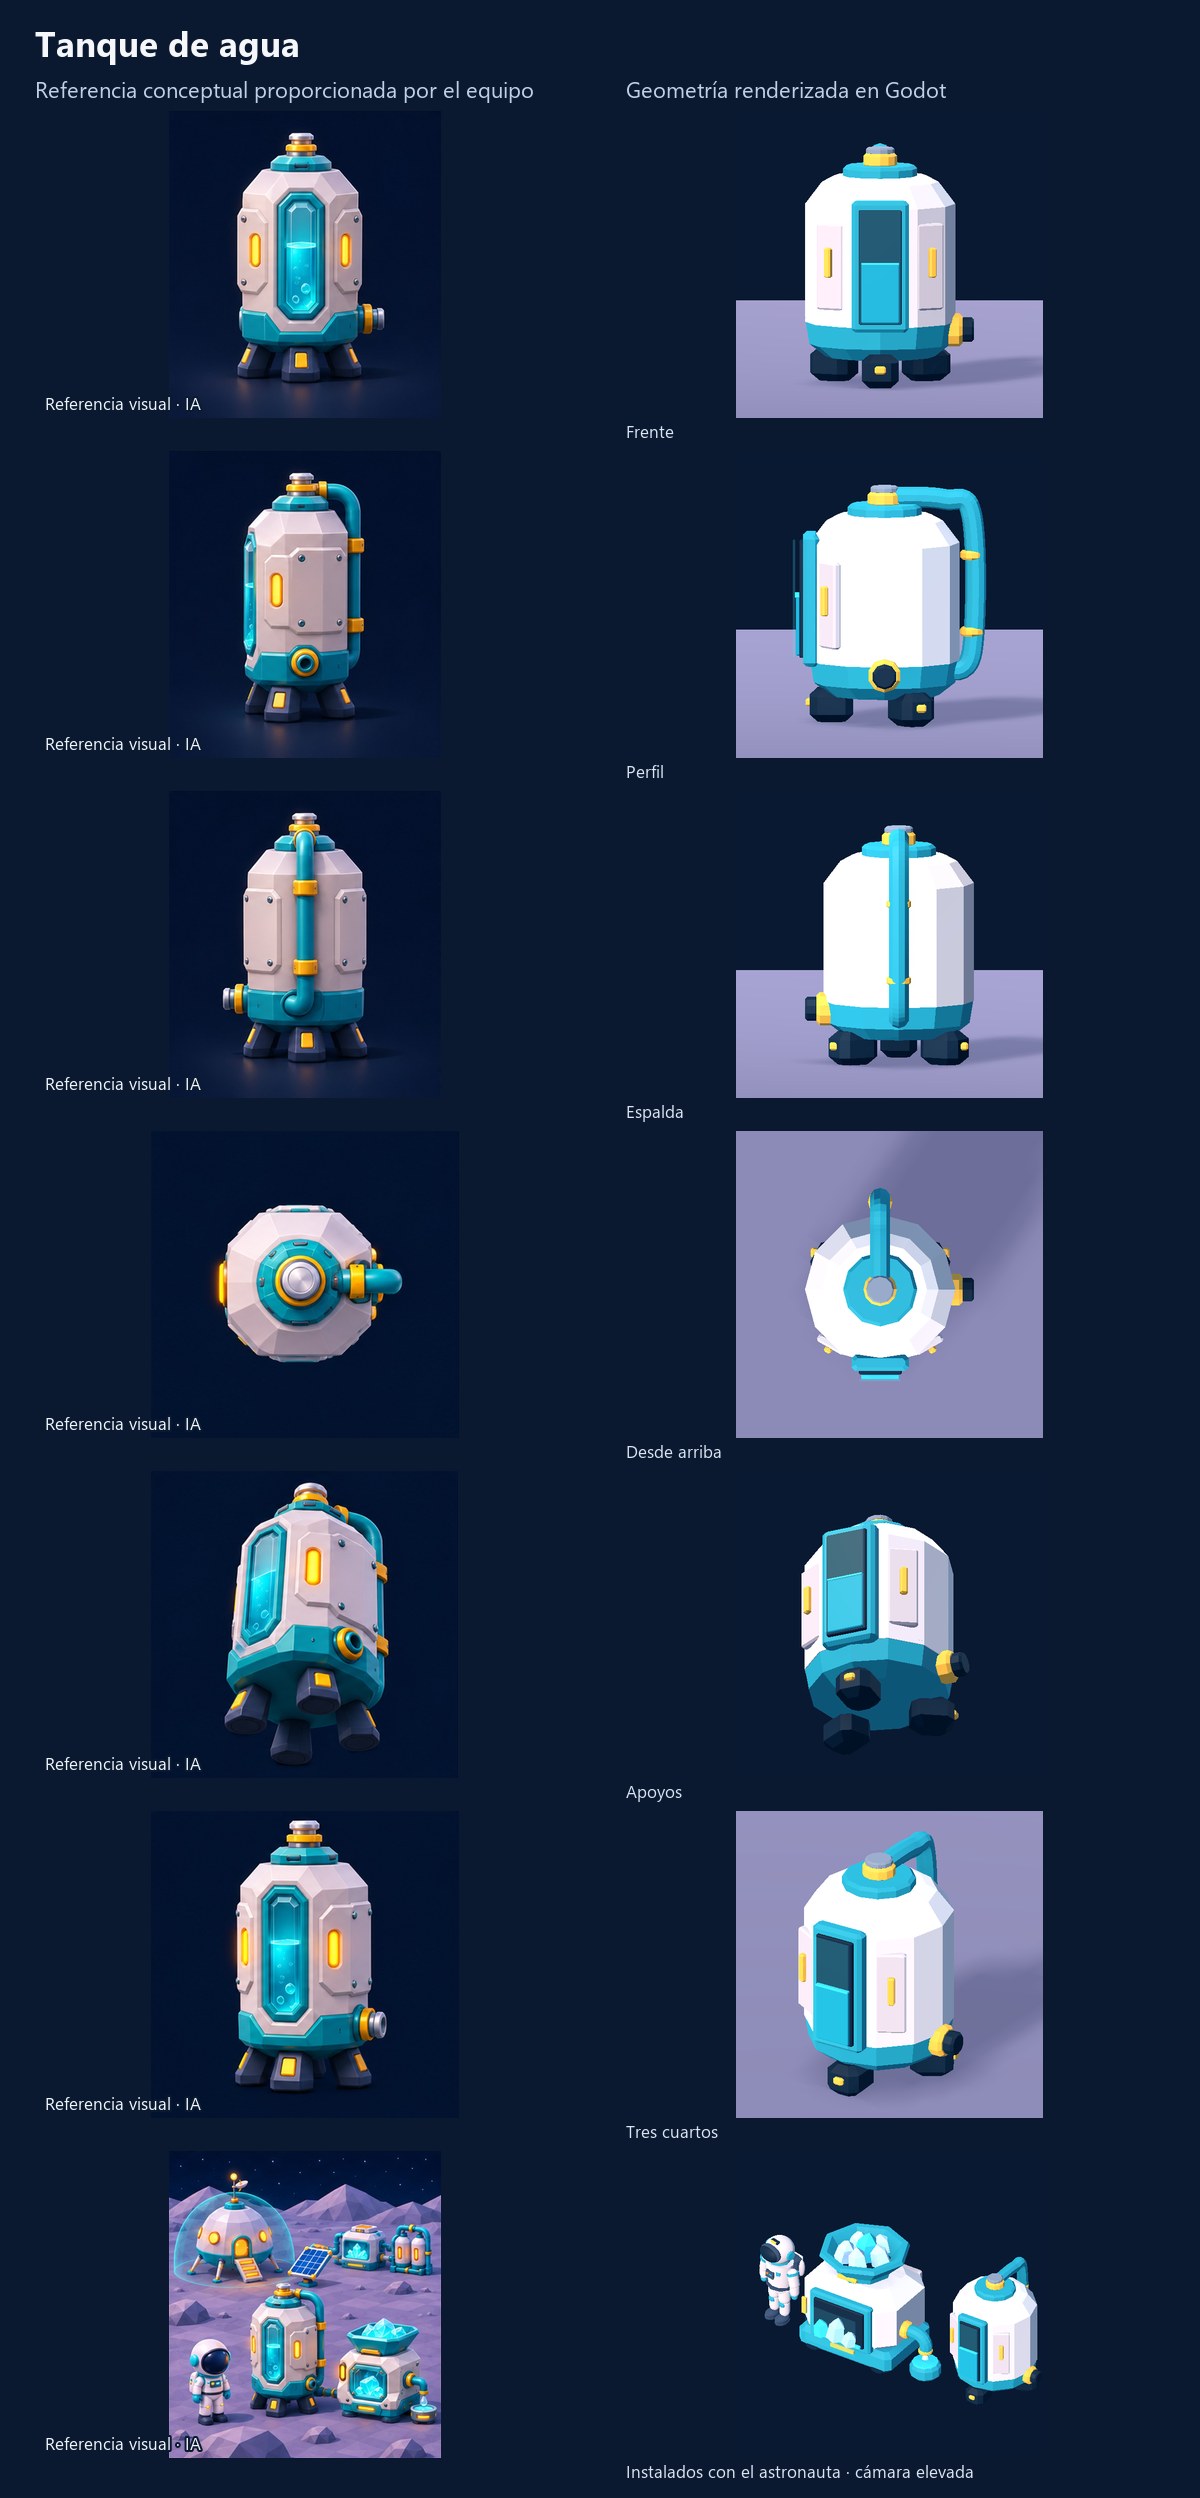 Tanque de agua
Referencia conceptual proporcionada por el equipo
Geometría renderizada en Godot
Referencia visual · IA
Frente
Referencia visual · IA
Perfil
Referencia visual · IA
Espalda
Referencia visual · IA
Desde arriba
Referencia visual · IA
Apoyos
Referencia visual · IA
Tres cuartos
Referencia visual · IA
Instalados con el astronauta · cámara elevada